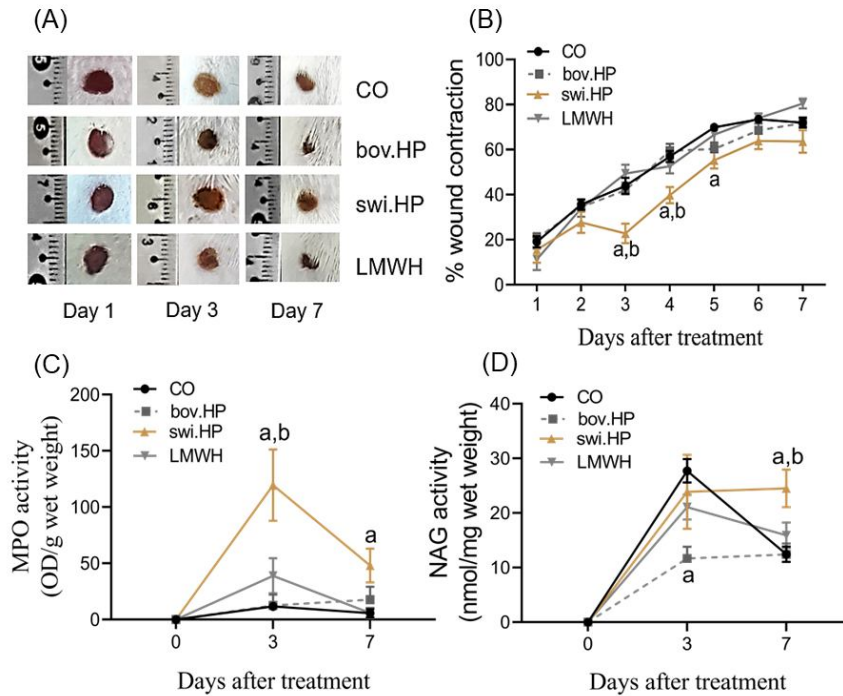 (A)
CO
bov.HP
swi.HP
LMWH
Day 1 Day 3 Day 7
(B)
CO
bov.HP
swi.HP
LMWH
% wound contraction
100
80
60
40
20
0
a,b
a,b
a
1 2 3 4 5 6 7
Days after treatment
(C)
CO
bov.HP
swi.HP
LMWH
MPO activity
(OD/g wet weight)
200
150
100
50
0
a,b
a
0 3 7
Days after treatment
(D)
CO
bov.HP
swi.HP
LMWH
NAG activity
(nmol/mg wet weight)
40
30
20
10
0
a,b
a
0 3 7
Days after treatment